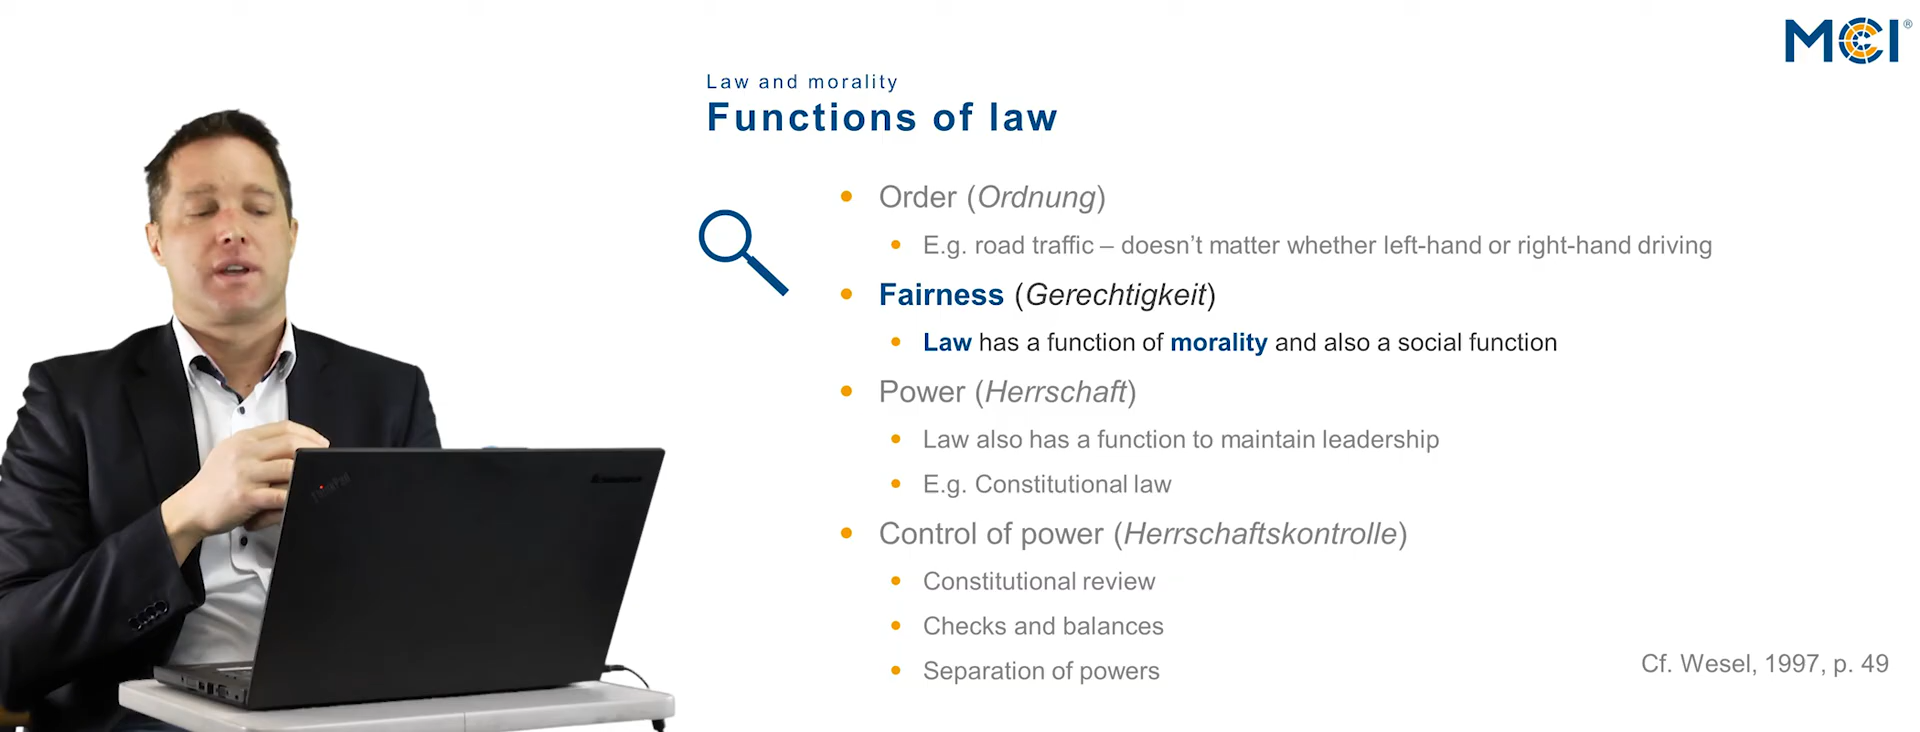 MCI®
Law and morality
Functions of law
Order (Ordnung)
E.g. road traffic – doesn’t matter whether left-hand or right-hand driving
Fairness (Gerechtigkeit)
Law has a function of morality and also a social function
Power (Herrschaft)
Law also has a function to maintain leadership
E.g. Constitutional law
Control of power (Herrschaftskontrolle)
Constitutional review
Checks and balances
Separation of powers
Cf. Wesel, 1997, p. 49
ThinkPad